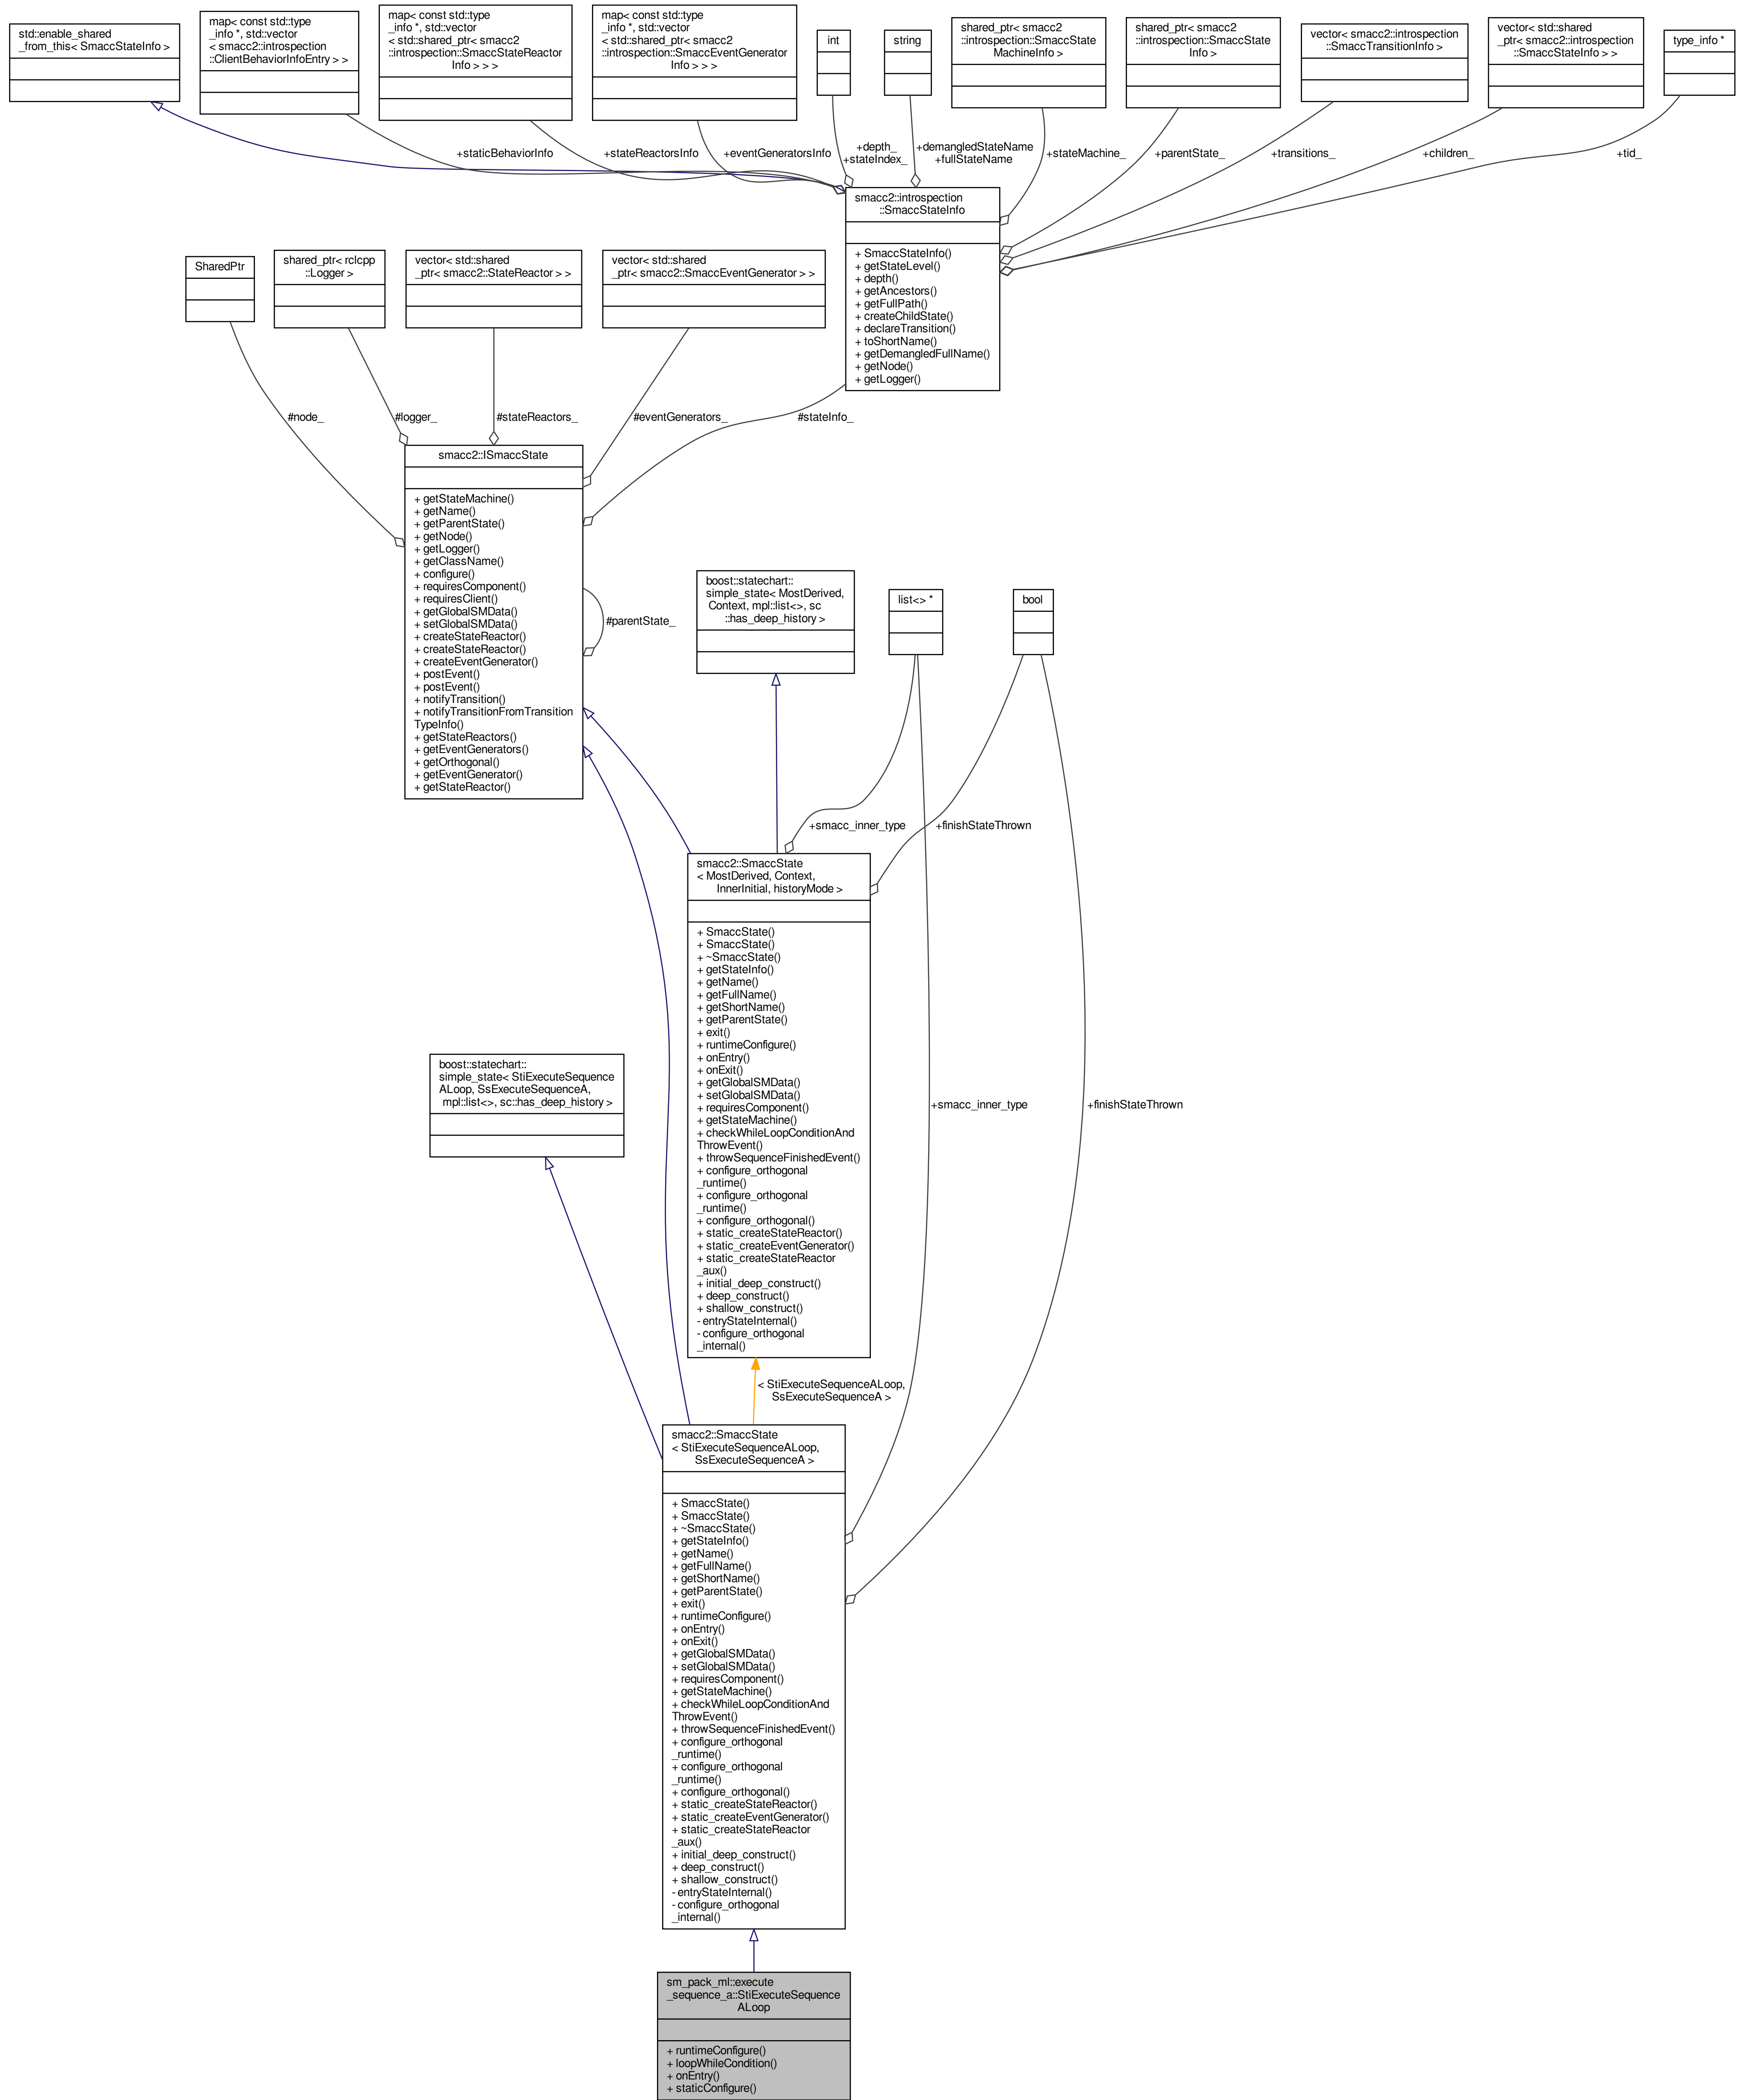 std::enable_shared
_from_this< SmaccStateInfo >
map< const std::type
_info *, std::vector
< smacc2::introspection
::ClientBehaviorInfoEntry > >
map< const std::type
_info *, std::vector
< std::shared_ptr< smacc2
::introspection::SmaccStateReactor
Info > > >
map< const std::type
_info *, std::vector
< std::shared_ptr< smacc2
::introspection::SmaccEventGenerator
Info > > >
int
string
shared_ptr< smacc2
::introspection::SmaccState
MachineInfo >
shared_ptr< smacc2
::introspection::SmaccState
Info >
vector< smacc2::introspection
::SmaccTransitionInfo >
vector< std::shared
_ptr< smacc2::introspection
::SmaccStateInfo > >
type_info *
+staticBehaviorInfo
+stateReactorsInfo
+eventGeneratorsInfo
+depth_
+stateIndex_
+demangledStateName
+fullStateName
+stateMachine_
+parentState_
+transitions_
+children_
+tid_
smacc2::introspection
::SmaccStateInfo
+ SmaccStateInfo()
+ getStateLevel()
+ depth()
+ getAncestors()
+ getFullPath()
+ createChildState()
+ declareTransition()
+ toShortName()
+ getDemangledFullName()
+ getNode()
+ getLogger()
SharedPtr
shared_ptr< rclcpp
::Logger >
vector< std::shared
_ptr< smacc2::StateReactor > >
vector< std::shared
_ptr< smacc2::SmaccEventGenerator > >
#node_
#logger_
#stateReactors_
#eventGenerators_
#stateInfo_
smacc2::ISmaccState
+ getStateMachine()
+ getName()
+ getParentState()
+ getNode()
+ getLogger()
+ getClassName()
+ configure()
+ requiresComponent()
+ requiresClient()
+ getGlobalSMData()
+ setGlobalSMData()
+ createStateReactor()
+ createStateReactor()
+ createEventGenerator()
+ postEvent()
+ postEvent()
+ notifyTransition()
+ notifyTransitionFromTransition
TypeInfo()
+ getStateReactors()
+ getEventGenerators()
+ getOrthogonal()
+ getEventGenerator()
+ getStateReactor()
#parentState_
boost::statechart::
simple_state< MostDerived,
Context, mpl::list<>, sc
::has_deep_history >
list<> *
bool
+smacc_inner_type
+finishStateThrown
smacc2::SmaccState
< MostDerived, Context,
InnerInitial, historyMode >
+ SmaccState()
+ SmaccState()
+ ~SmaccState()
+ getStateInfo()
+ getName()
+ getFullName()
+ getShortName()
+ getParentState()
+ exit()
+ runtimeConfigure()
+ onEntry()
+ onExit()
+ getGlobalSMData()
+ setGlobalSMData()
+ requiresComponent()
+ getStateMachine()
+ checkWhileLoopConditionAnd
ThrowEvent()
+ throwSequenceFinishedEvent()
+ configure_orthogonal
_runtime()
+ configure_orthogonal
_runtime()
+ configure_orthogonal()
+ static_createStateReactor()
+ static_createEventGenerator()
+ static_createStateReactor
_aux()
+ initial_deep_construct()
+ deep_construct()
+ shallow_construct()
- entryStateInternal()
- configure_orthogonal
_internal()
boost::statechart::
simple_state< StiExecuteSequence
ALoop, SsExecuteSequenceA,
mpl::list<>, sc::has_deep_history >
+smacc_inner_type
+finishStateThrown
< StiExecuteSequenceALoop,
SsExecuteSequenceA >
smacc2::SmaccState
< StiExecuteSequenceALoop,
SsExecuteSequenceA >
+ SmaccState()
+ SmaccState()
+ ~SmaccState()
+ getStateInfo()
+ getName()
+ getFullName()
+ getShortName()
+ getParentState()
+ exit()
+ runtimeConfigure()
+ onEntry()
+ onExit()
+ getGlobalSMData()
+ setGlobalSMData()
+ requiresComponent()
+ getStateMachine()
+ checkWhileLoopConditionAnd
ThrowEvent()
+ throwSequenceFinishedEvent()
+ configure_orthogonal
_runtime()
+ configure_orthogonal
_runtime()
+ configure_orthogonal()
+ static_createStateReactor()
+ static_createEventGenerator()
+ static_createStateReactor
_aux()
+ initial_deep_construct()
+ deep_construct()
+ shallow_construct()
- entryStateInternal()
- configure_orthogonal
_internal()
sm_pack_ml::execute
_sequence_a::StiExecuteSequence
ALoop
+ runtimeConfigure()
+ loopWhileCondition()
+ onEntry()
+ staticConfigure()